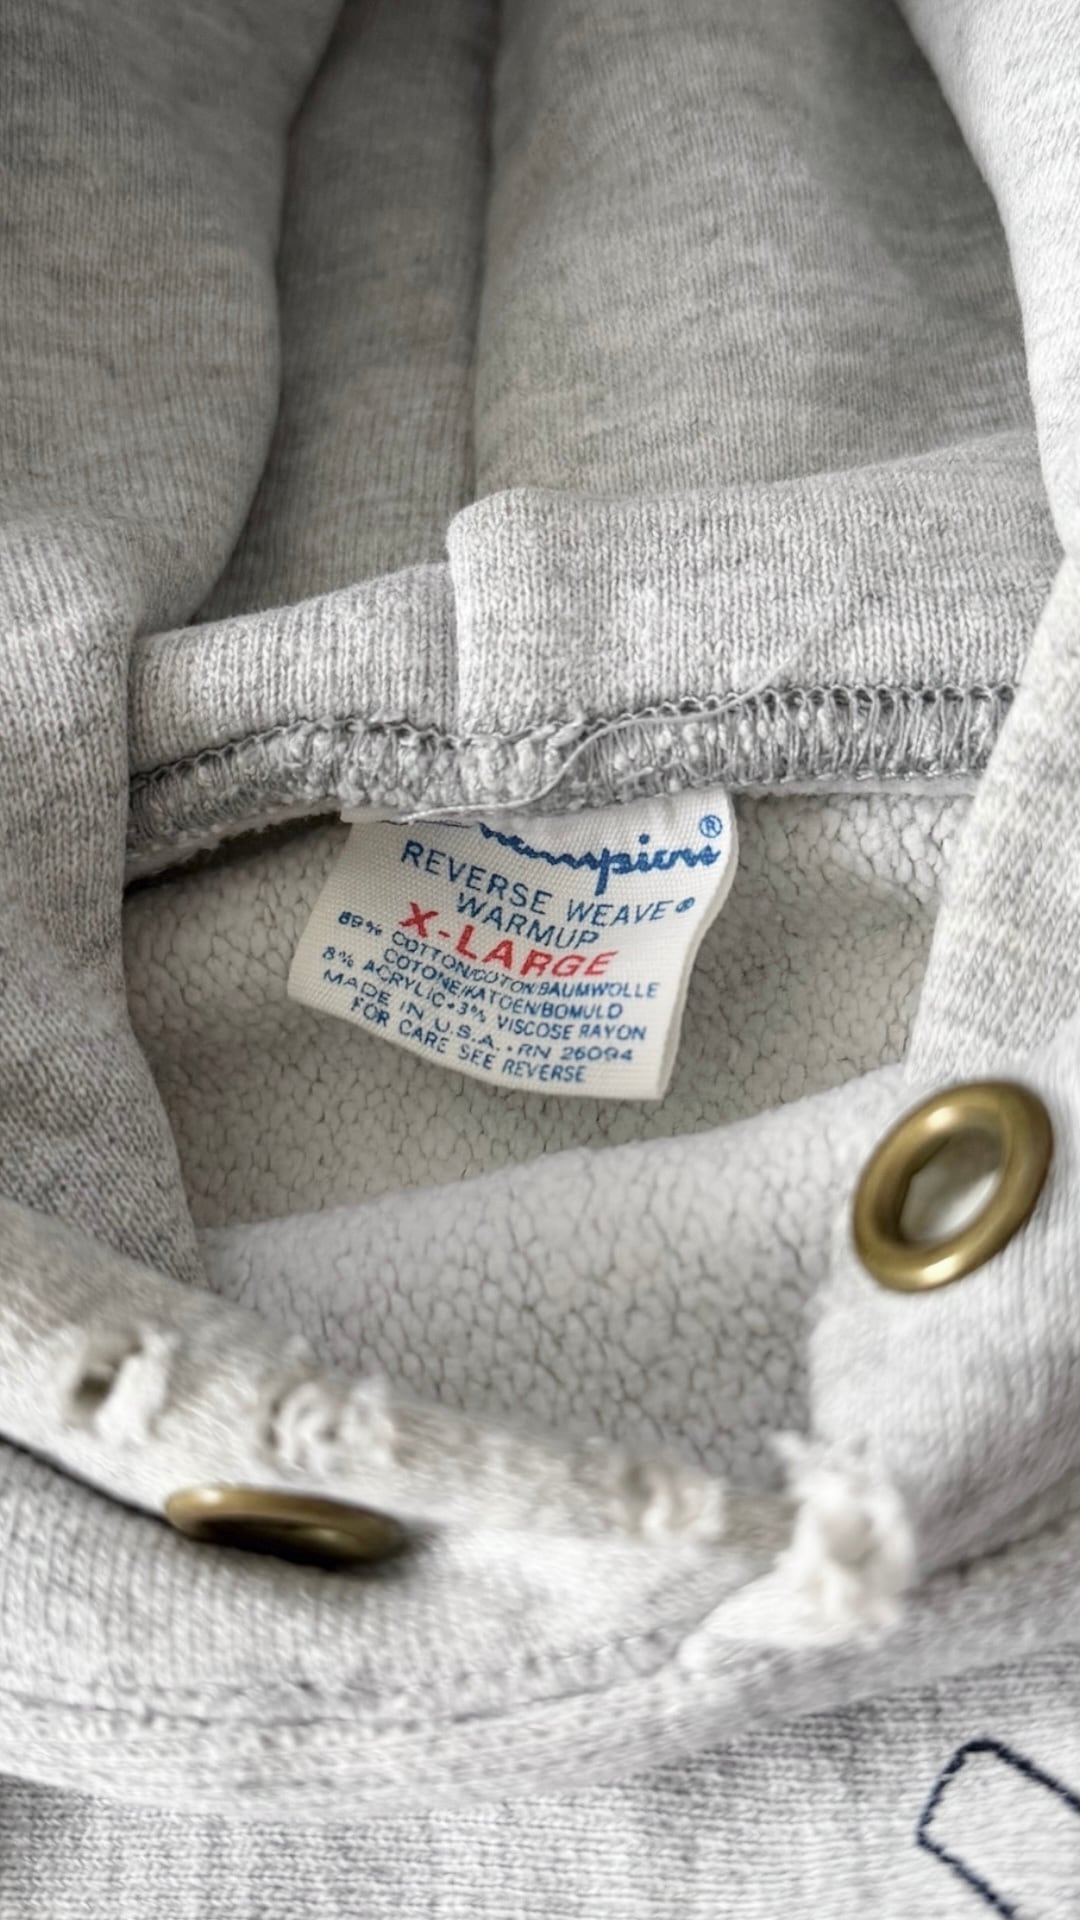 Champion®
REVERSE WEAVE®
WARMUP
X-LARGE
89% COTTON/COTON/BAUMWOLLE
COTONE/KATOEN/BOMULD
8% ACRYLIC•3% VISCOSE RAYON
MADE IN U.S.A.•RN 26094
FOR CARE SEE REVERSE